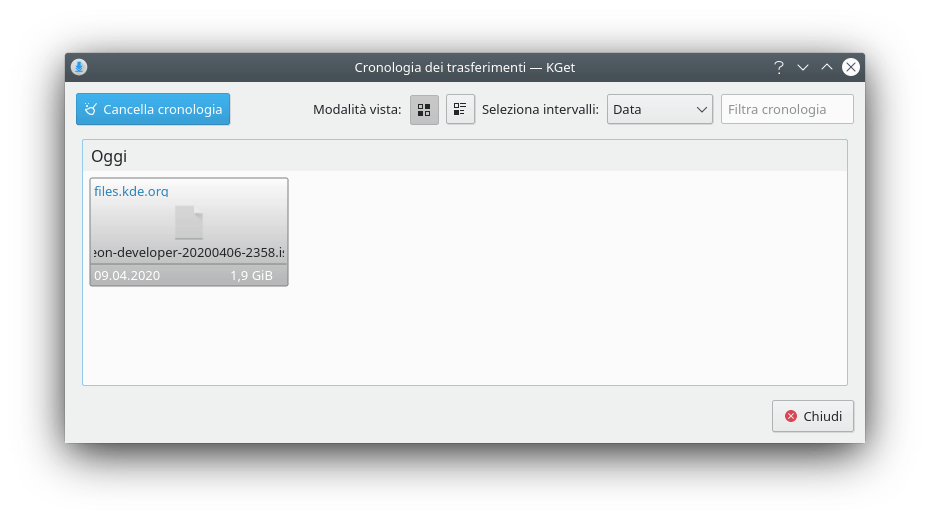 Cronologia dei trasferimenti — KGet
Cancella cronologia Modalità vista: Seleziona intervalli: Data Filtra cronologia
Oggi
files.kde.org
eon-developer-20200406-2358.is
09.04.2020 1,9 GiB
Chiudi